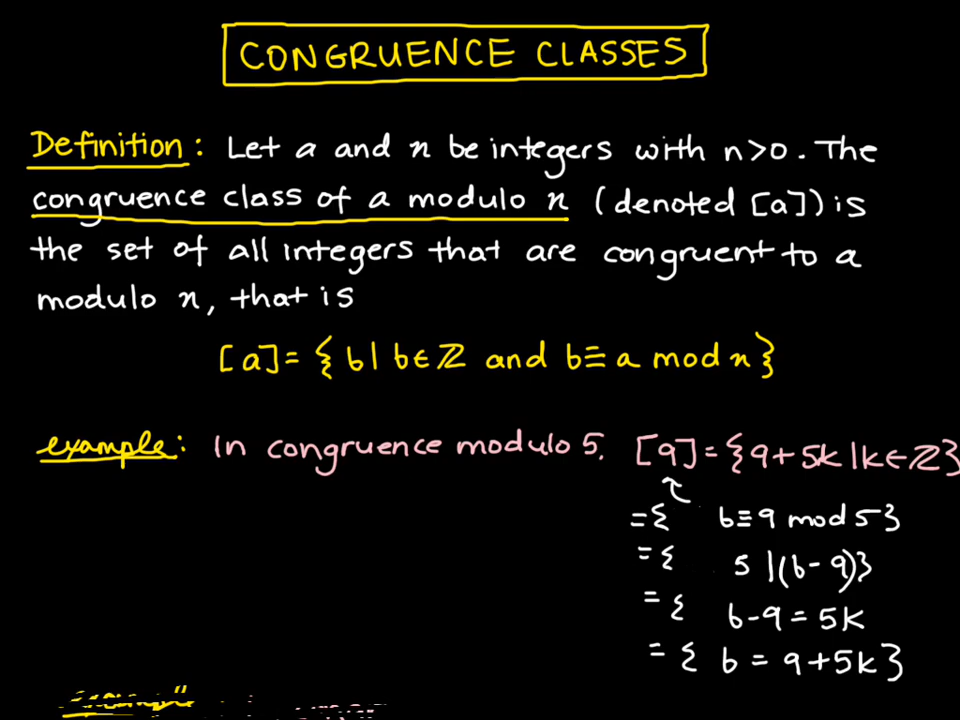 CONGRUENCE CLASSES
Definition: Let a and n be integers with n>0. The
congruence class of a modulo n (denoted [a]) is
the set of all integers that are congruent to a
modulo n, that is
[a]= { b | b∈ℤ and b≡ a mod n }
example: In congruence modulo 5, [9]= {9+5k | k∈ℤ}
={ b≡9 mod 5}
={ 5 |(b-9)}
={ b-9=5k
={ b = 9+5k}